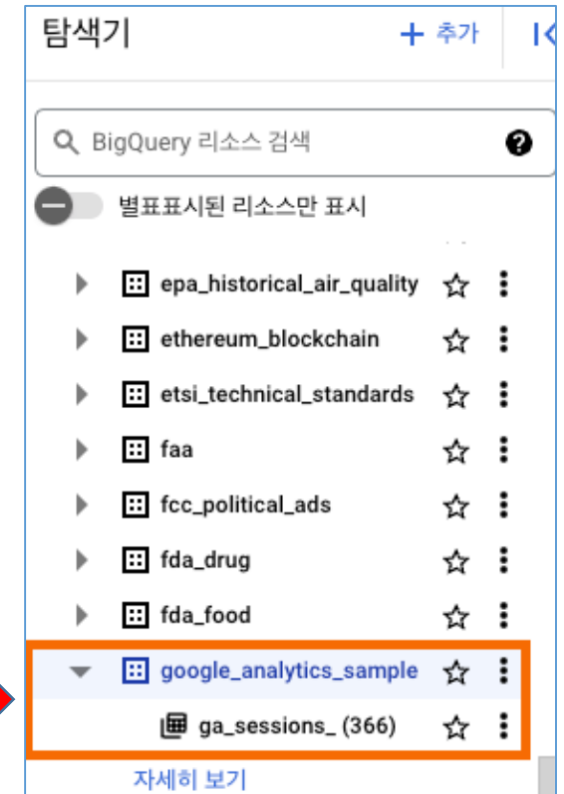 탐색기 + 추가
BigQuery 리소스 검색
별표표시된 리소스만 표시
epa_historical_air_quality
ethereum_blockchain
etsi_technical_standards
faa
fcc_political_ads
fda_drug
fda_food
google_analytics_sample
ga_sessions_ (366)
자세히 보기